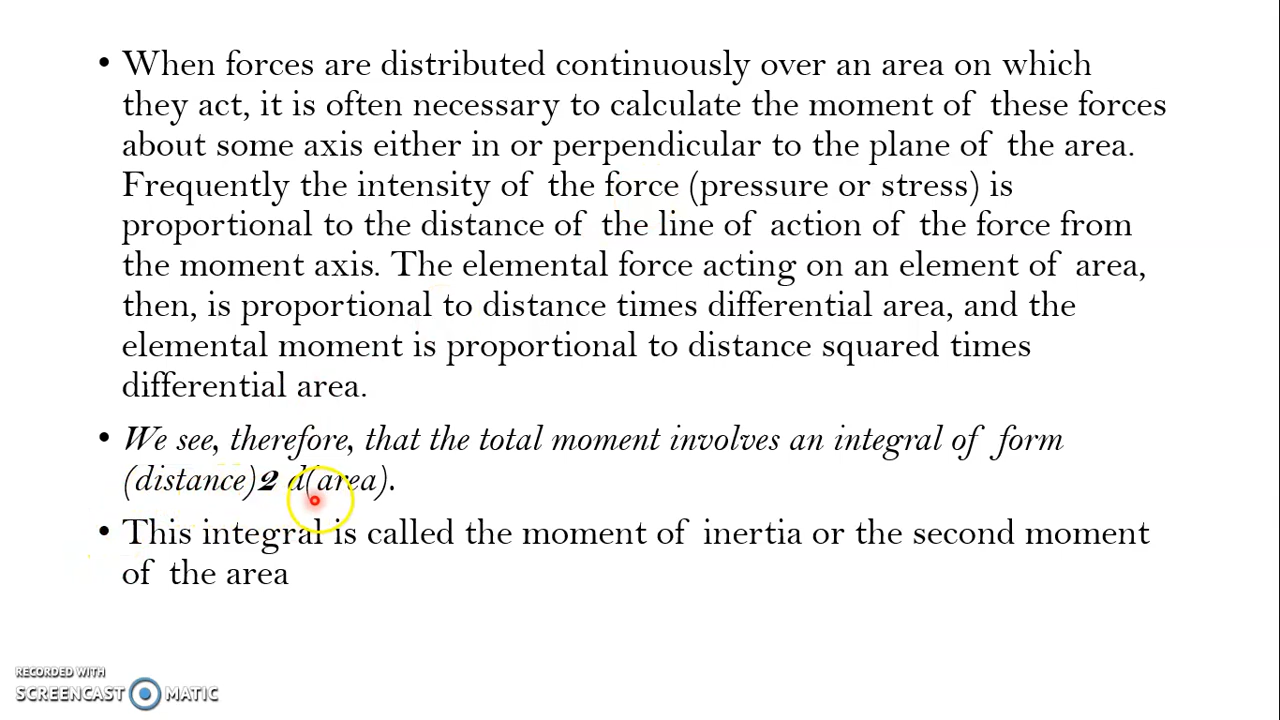 • When forces are distributed continuously over an area on which
they act, it is often necessary to calculate the moment of these forces
about some axis either in or perpendicular to the plane of the area.
Frequently the intensity of the force (pressure or stress) is
proportional to the distance of the line of action of the force from
the moment axis. The elemental force acting on an element of area,
then, is proportional to distance times differential area, and the
elemental moment is proportional to distance squared times
differential area.
• We see, therefore, that the total moment involves an integral of form
(distance)2 d(area).
• This integral is called the moment of inertia or the second moment
of the area
RECORDED WITH
SCREENCAST MATIC